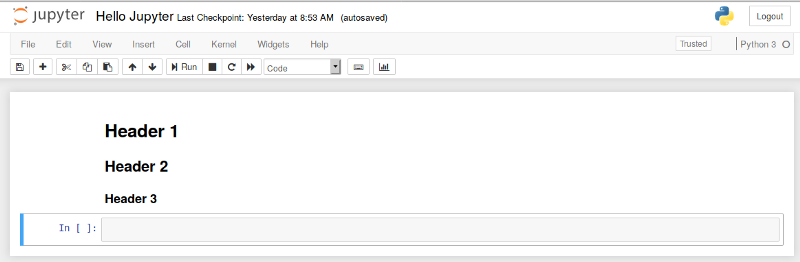 jupyter Hello Jupyter Last Checkpoint: Yesterday at 8:53 AM (autosaved) Logout
File Edit View Insert Cell Kernel Widgets Help Trusted Python 3
Run Code
Header 1
Header 2
Header 3
In [ ]: